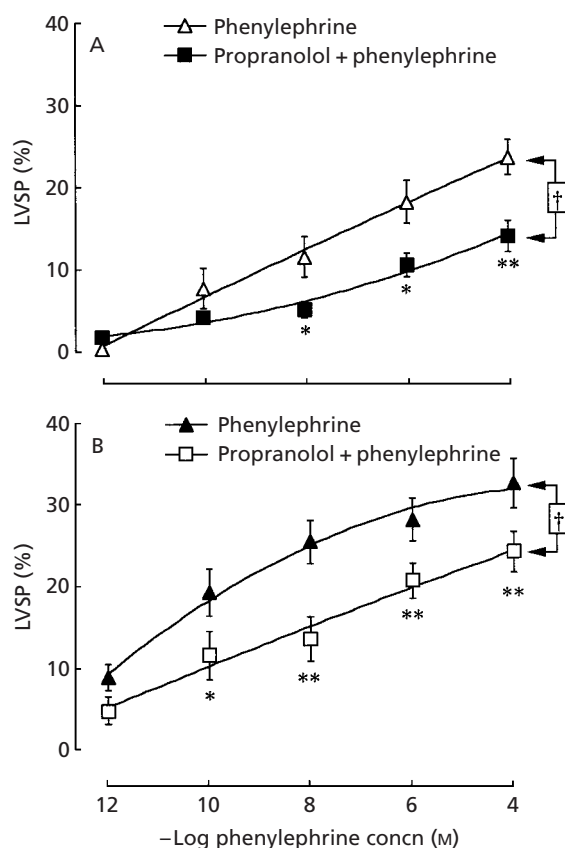 A
Phenylephrine
Propranolol + phenylephrine
40
30
20
10
0
LVSP (%)
†
*
*
**
B
Phenylephrine
Propranolol + phenylephrine
40
30
20
10
0
LVSP (%)
†
*
**
**
**
12 10 8 6 4
–Log phenylephrine concn (M)